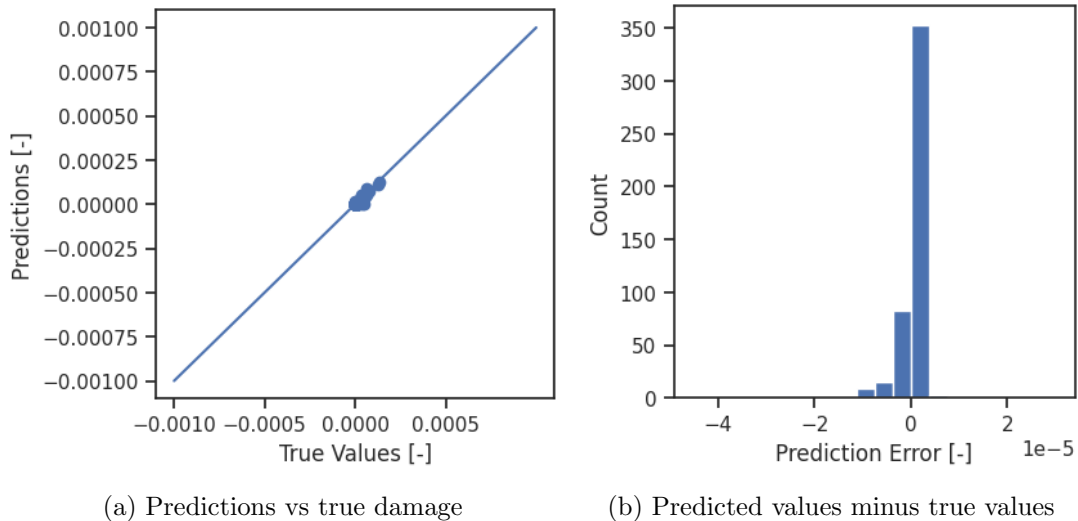 0.00100
0.00075
0.00050
0.00025
0.00000
−0.00025
−0.00050
−0.00075
−0.00100
Predictions [-]
−0.0010 −0.0005 0.0000 0.0005
True Values [-]
(a) Predictions vs true damage
350
300
250
200
150
100
50
0
Count
−4 −2 0 2
1e−5
Prediction Error [-]
(b) Predicted values minus true values